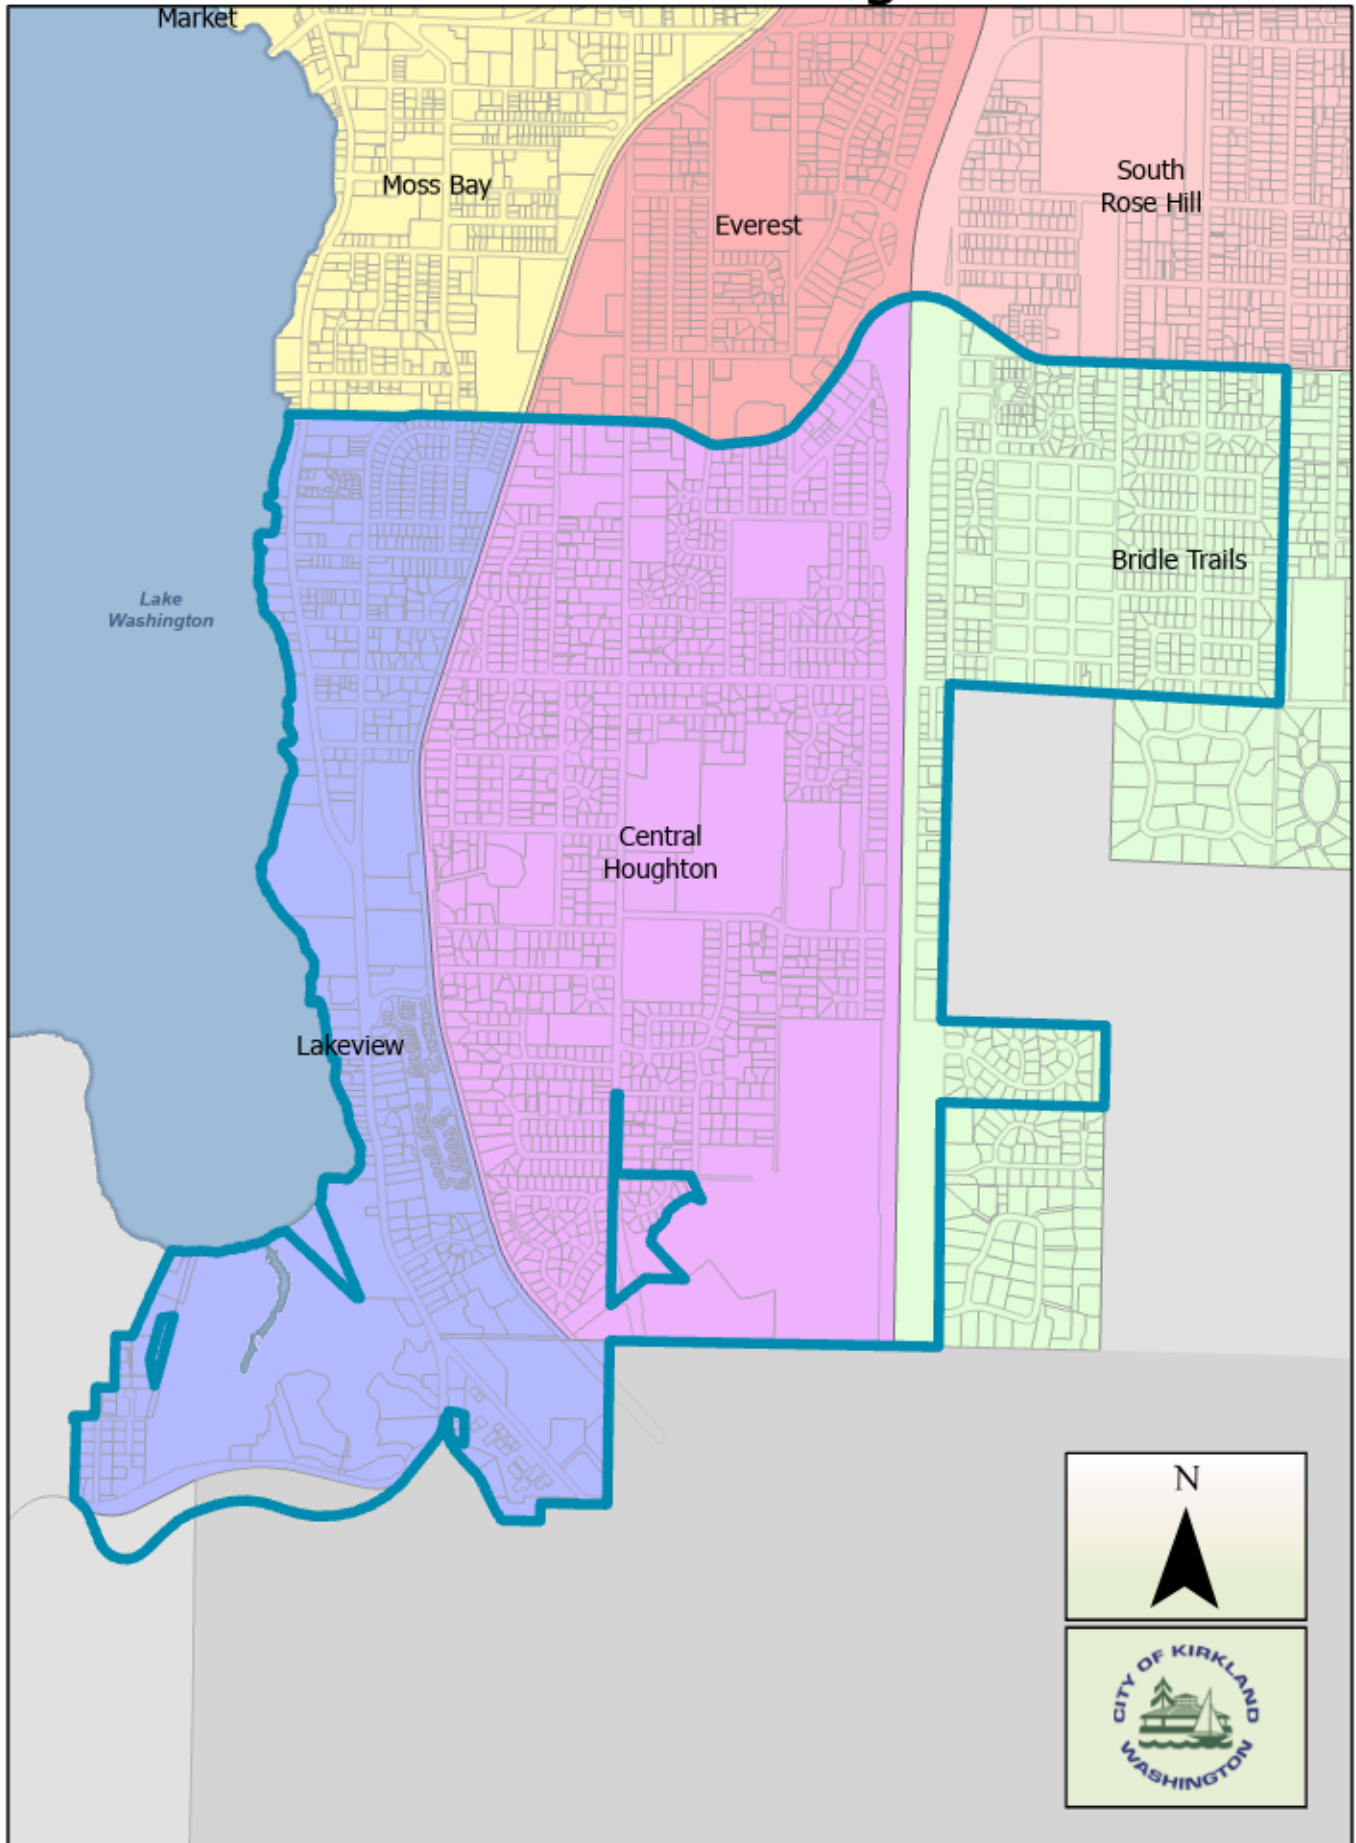 Market
Moss Bay
Everest
South
Rose Hill
Bridle Trails
Lake
Washington
Central
Houghton
Lakeview
N
CITY OF KIRKLAND
WASHINGTON